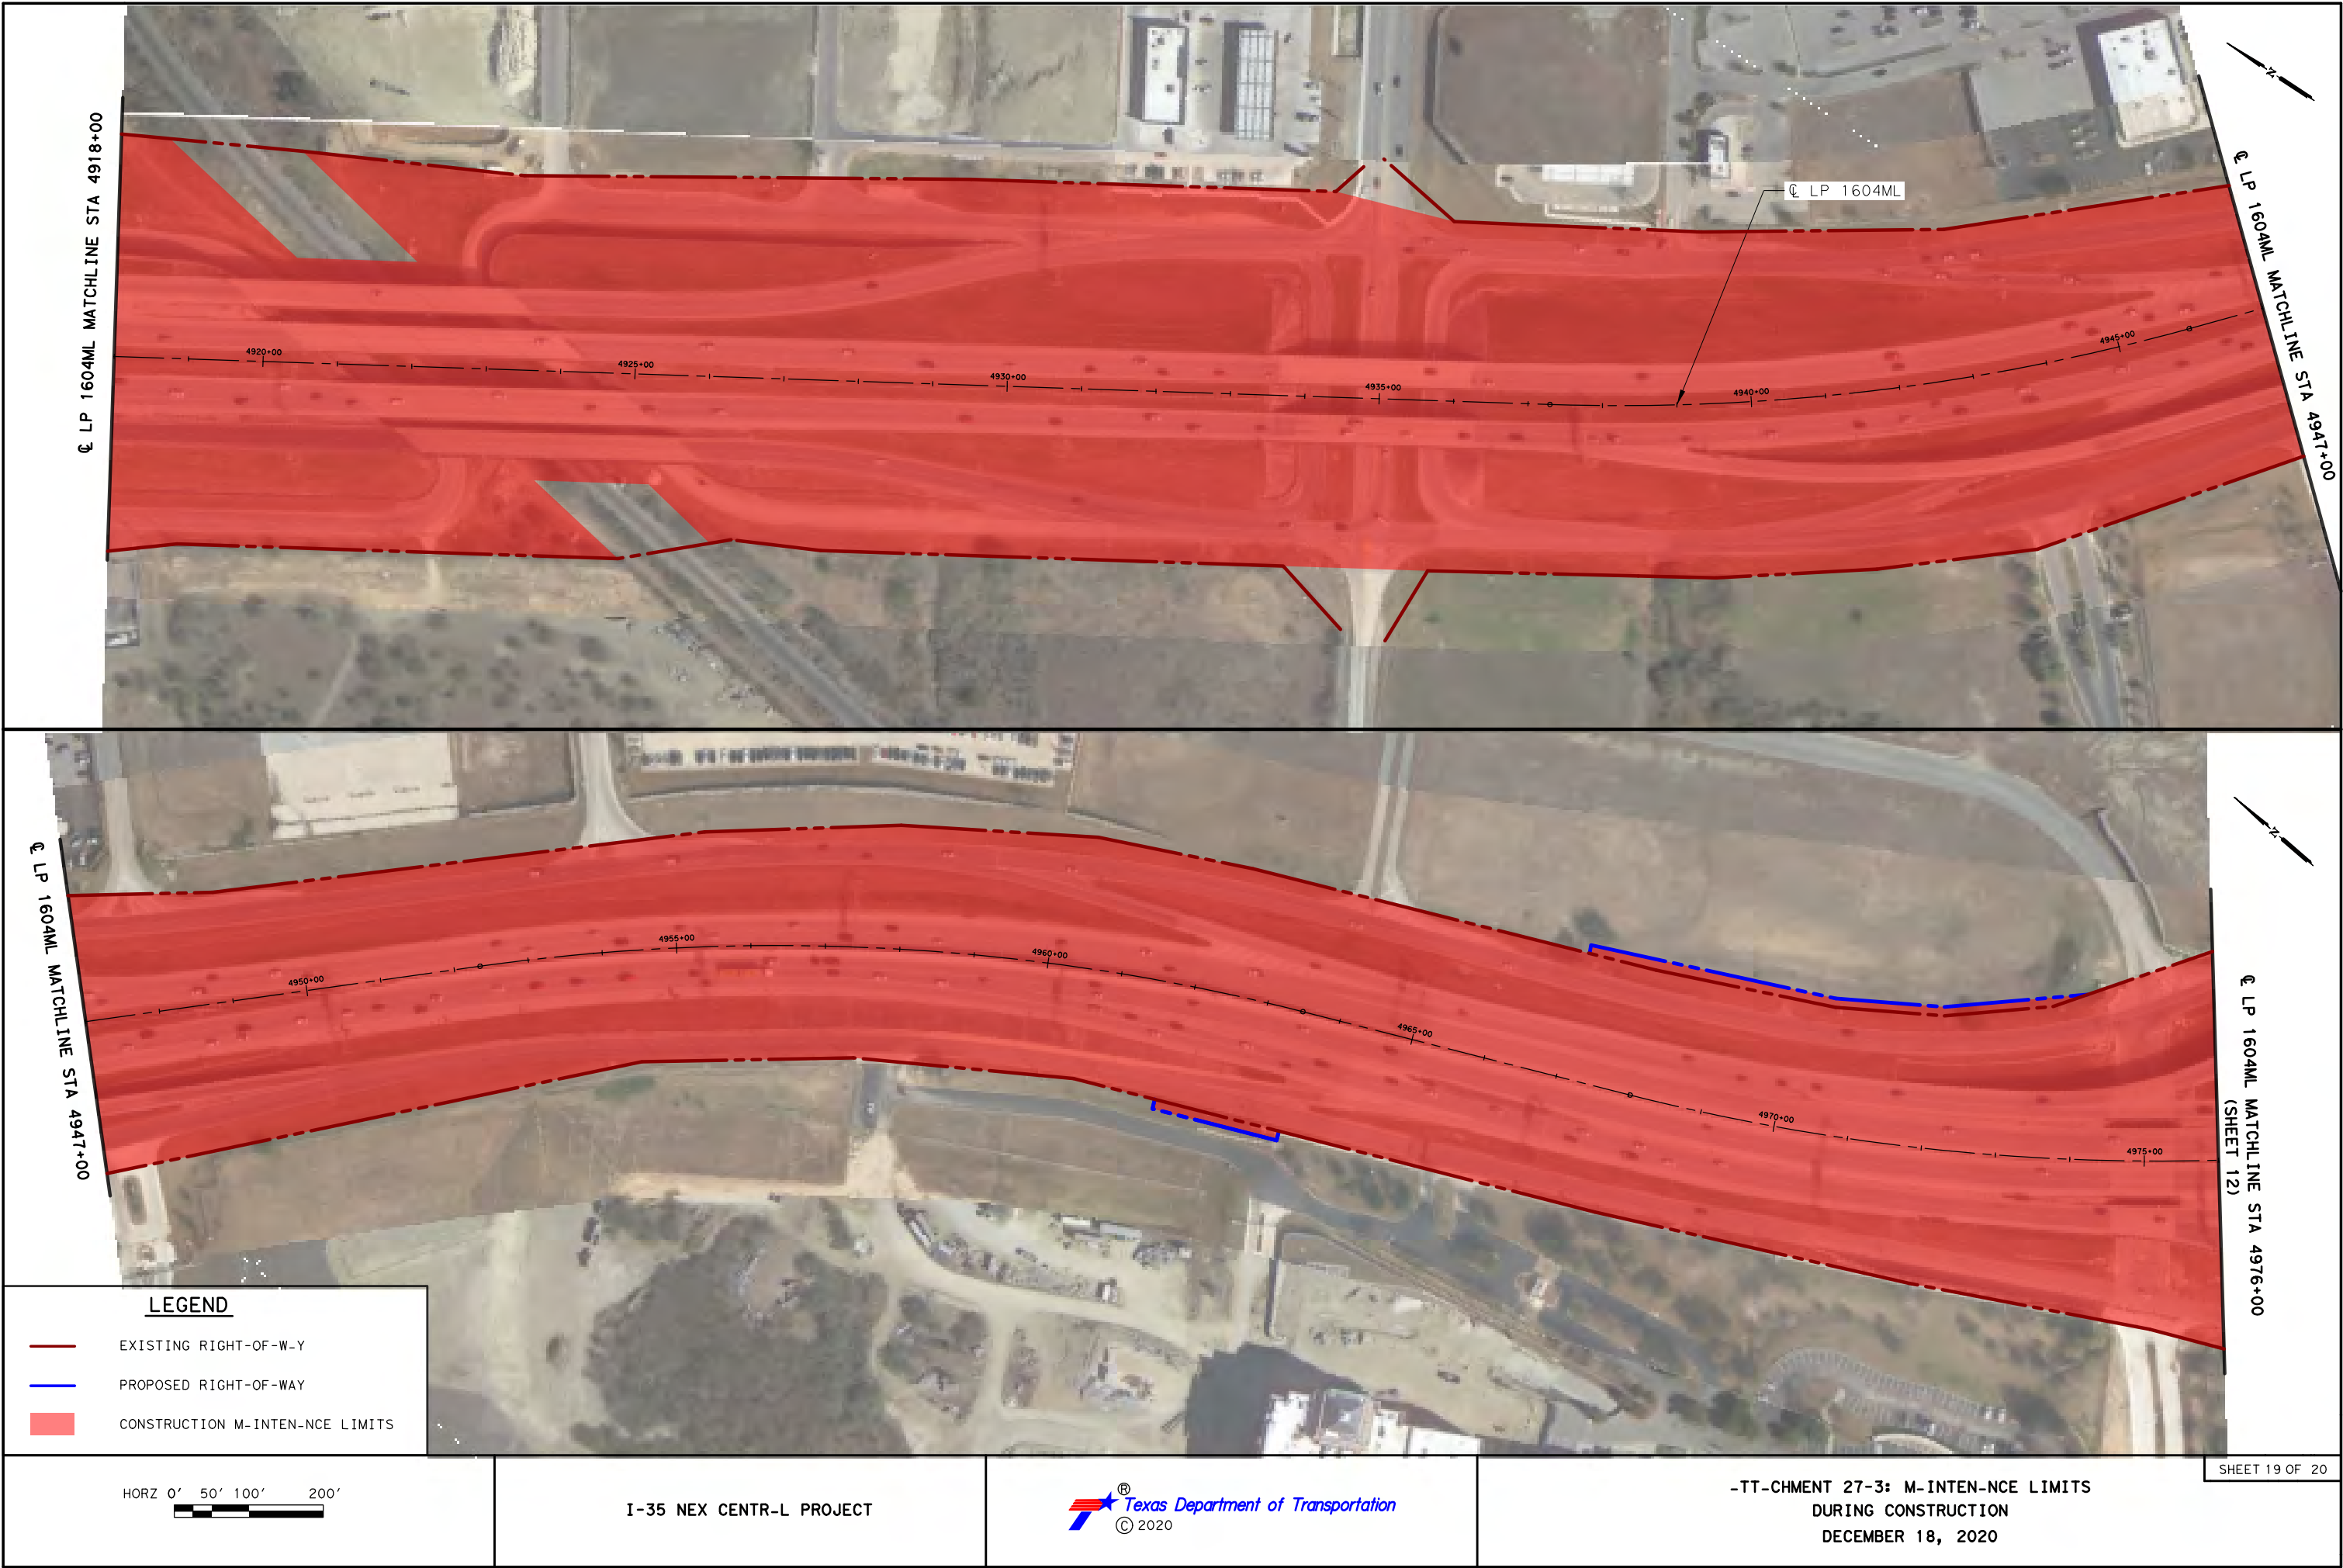 ℄ LP 1604ML MATCHLINE STA 4918+00
4920+00
4925+00
4930+00
4935+00
4940+00
4945+00
℄ LP 1604ML
℄ LP 1604ML MATCHLINE STA 4947+00
N
℄ LP 1604ML MATCHLINE STA 4947+00
4950+00
4955+00
4960+00
4965+00
4970+00
4975+00
℄ LP 1604ML MATCHLINE STA 4976+00
(SHEET 12)
N
LEGEND
EXISTING RIGHT-OF-W-Y
PROPOSED RIGHT-OF-WAY
CONSTRUCTION M-INTEN-NCE LIMITS
HORZ 0' 50' 100' 200'
I-35 NEX CENTR-L PROJECT
®
Texas Department of Transportation
© 2020
-TT-CHMENT 27-3: M-INTEN-NCE LIMITS
DURING CONSTRUCTION
DECEMBER 18, 2020
SHEET 19 OF 20